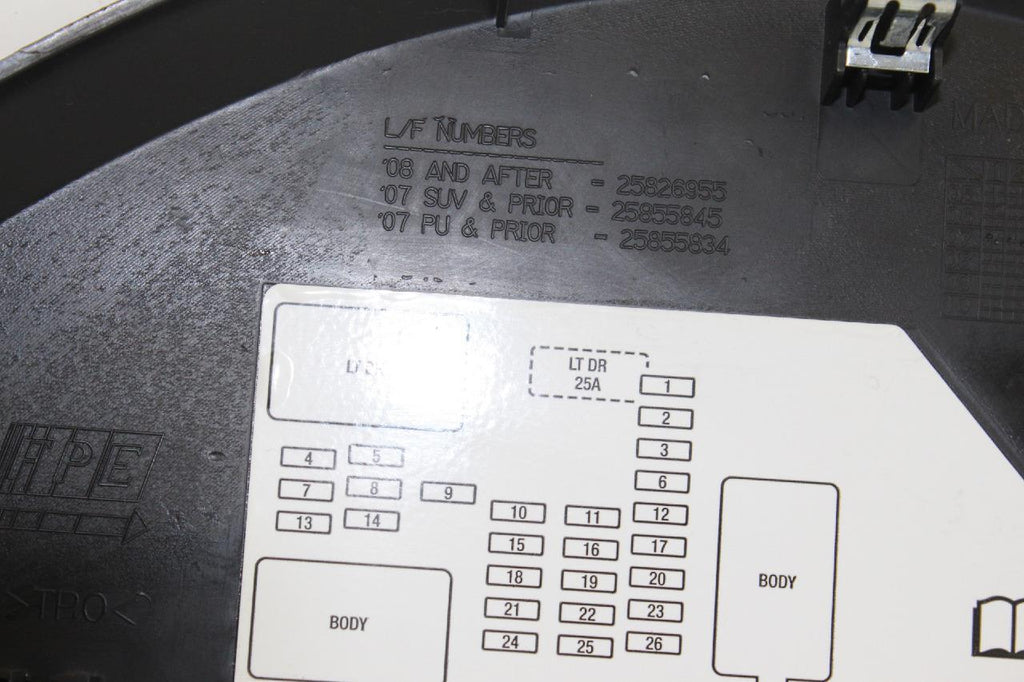 L/F NUMBERS
'08 AND AFTER - 25826955
'07 SUV & PRIOR - 25855845
'07 PU & PRIOR - 25855834
LT DR
25A
1
2
3
4 5
6
7 8 9
10 11 12
13 14
15 16 17
18 19 20
21 22 23
24 25 26
BODY
BODY
HPE
>TPO<